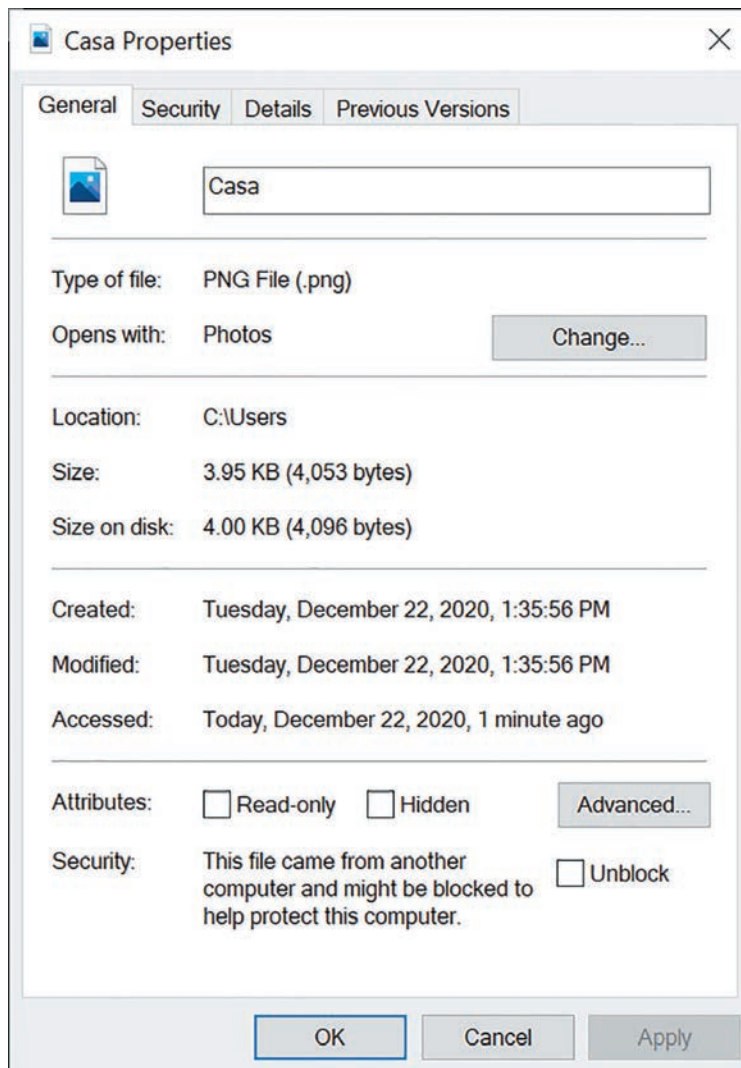 Casa Properties
General Security Details Previous Versions
Casa
Type of file: PNG File (.png)
Opens with: Photos Change...
Location: C:\Users
Size: 3.95 KB (4,053 bytes)
Size on disk: 4.00 KB (4,096 bytes)
Created: Tuesday, December 22, 2020, 1:35:56 PM
Modified: Tuesday, December 22, 2020, 1:35:56 PM
Accessed: Today, December 22, 2020, 1 minute ago
Attributes: Read-only Hidden Advanced...
Security: This file came from another
computer and might be blocked to Unblock
help protect this computer.
OK Cancel Apply